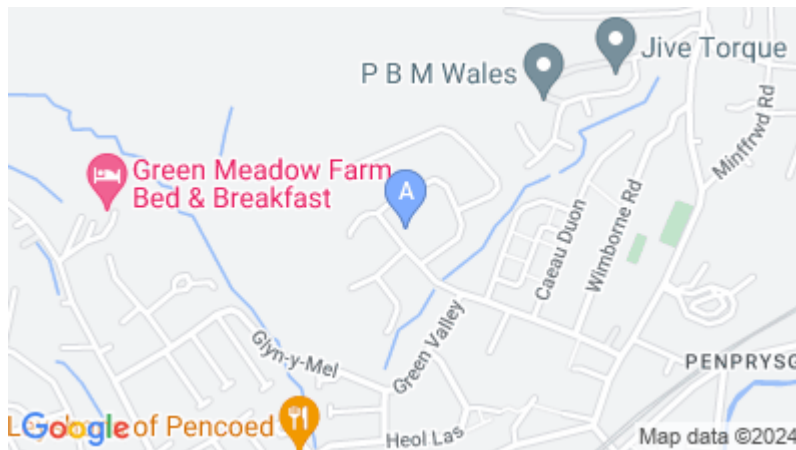 Jive Torque
P B M Wales
Minffrwd Rd
Green Meadow Farm
Bed & Breakfast
A
Caeau Duon
Wimborne Rd
Green Valley
Glyn-y-Mel
PENPRYSG
Google
of Pencoed
Heol Las
Map data ©2024